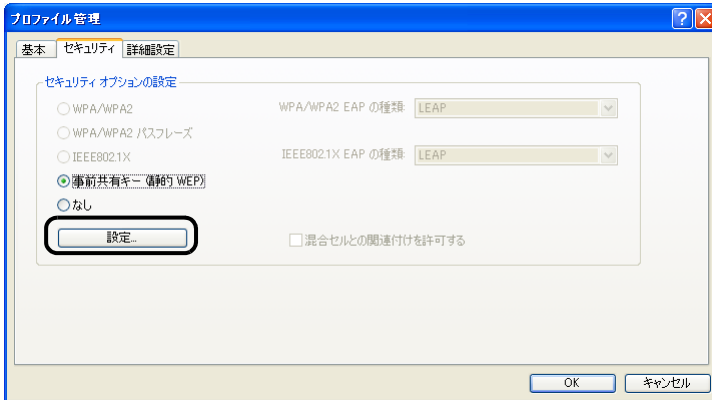 プロファイル管理
基本 セキュリティ 詳細設定
セキュリティ オプションの設定
WPA/WPA2 WPA/WPA2 EAP の種類: LEAP
WPA/WPA2 パスフレーズ
IEEE802.1X IEEE802.1X EAP の種類: LEAP
事前共有キー (静的 WEP)
なし
設定... 混合セルとの関連付けを許可する
OK キャンセル